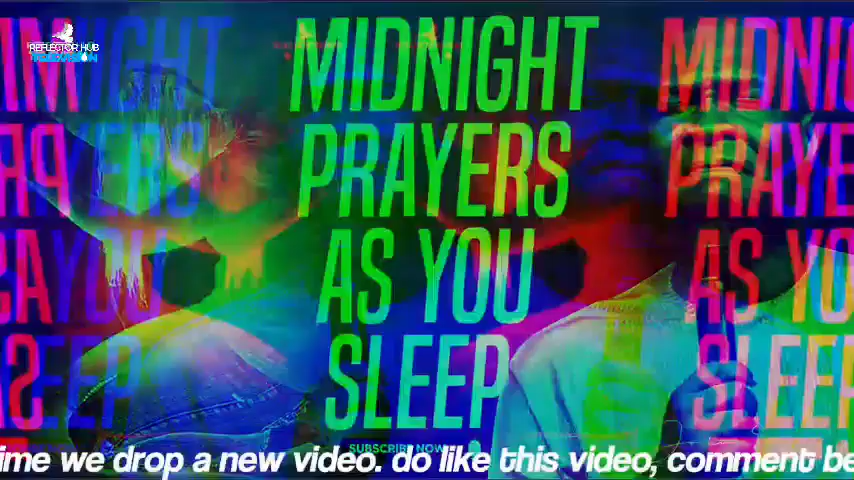 REFLECTOR HUB
MIDNIGHT
PRAYERS
AS YOU
SLEEP
SUBSCRIBE NOW
ime we drop a new video. do like this video, comment be